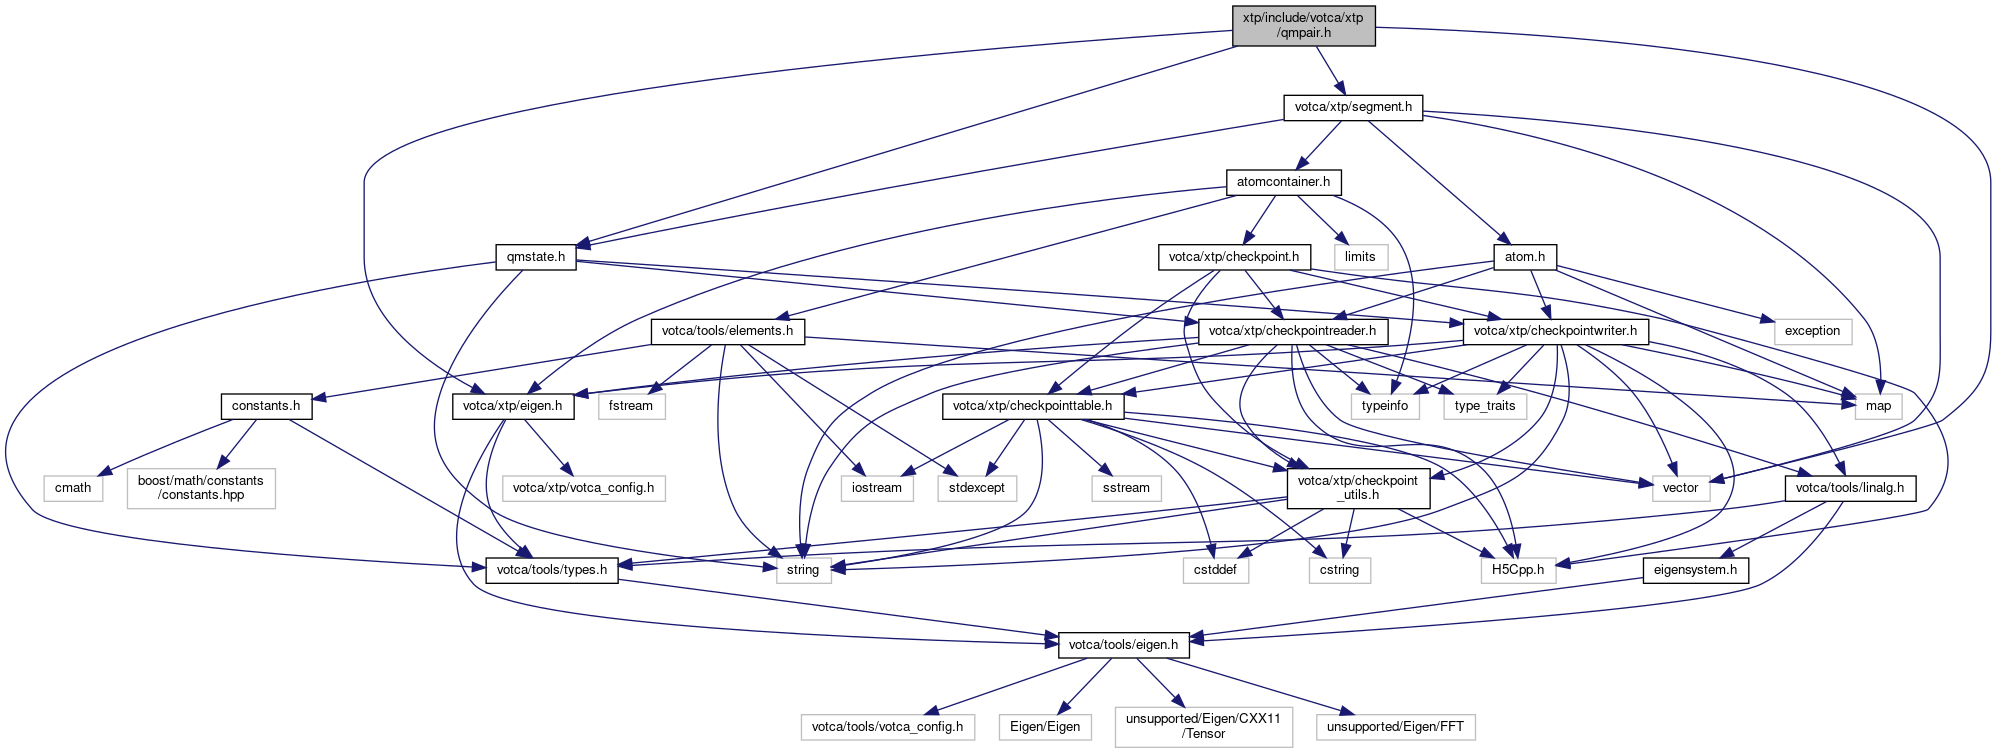 xtp/include/votca/xtp
/qmpair.h
votca/xtp/segment.h
atomcontainer.h
qmstate.h
votca/xtp/checkpoint.h
limits
atom.h
votca/tools/elements.h
votca/xtp/checkpointreader.h
votca/xtp/checkpointwriter.h
exception
constants.h
votca/xtp/eigen.h
fstream
votca/xtp/checkpointtable.h
typeinfo
type_traits
map
cmath
boost/math/constants
/constants.hpp
votca/xtp/votca_config.h
iostream
stdexcept
sstream
votca/xtp/checkpoint
_utils.h
vector
votca/tools/linalg.h
votca/tools/types.h
string
cstddef
cstring
H5Cpp.h
eigensystem.h
votca/tools/eigen.h
votca/tools/votca_config.h
Eigen/Eigen
unsupported/Eigen/CXX11
/Tensor
unsupported/Eigen/FFT